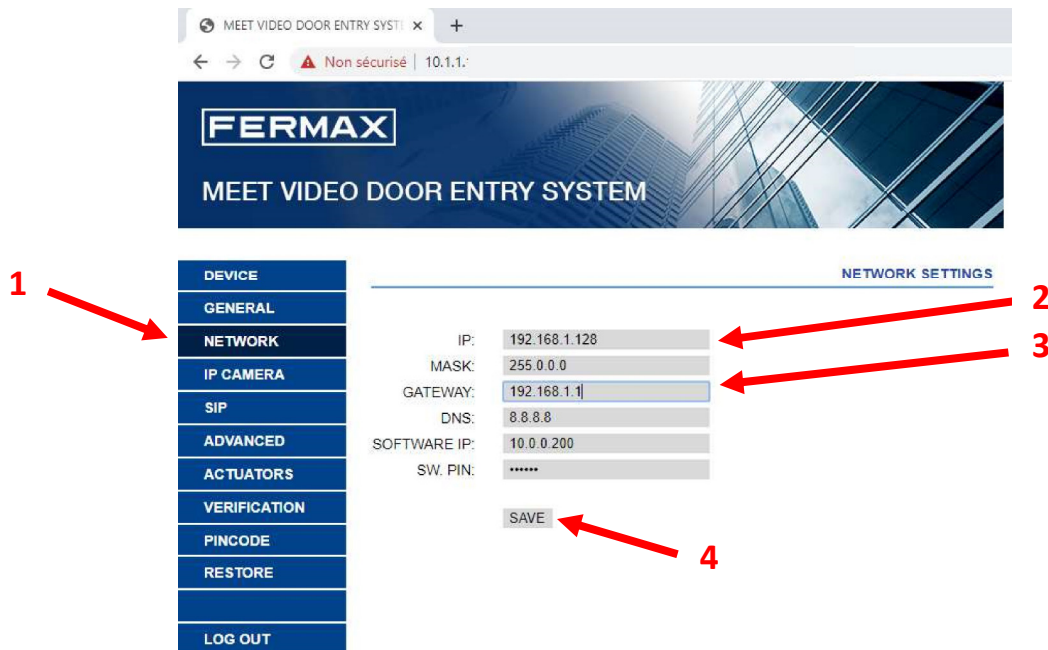 MEET VIDEO DOOR ENTRY SYST
Non sécurisé | 10.1.1.
FERMAX
MEET VIDEO DOOR ENTRY SYSTEM
NETWORK SETTINGS
1
DEVICE
GENERAL
NETWORK
IP CAMERA
SIP
ADVANCED
ACTUATORS
VERIFICATION
PINCODE
RESTORE
LOG OUT
IP: 192.168.1.128
MASK: 255.0.0.0
GATEWAY: 192.168.1.1
DNS: 8.8.8.8
SOFTWARE IP: 10.0.0.200
SW. PIN: ••••••
SAVE
2
3
4